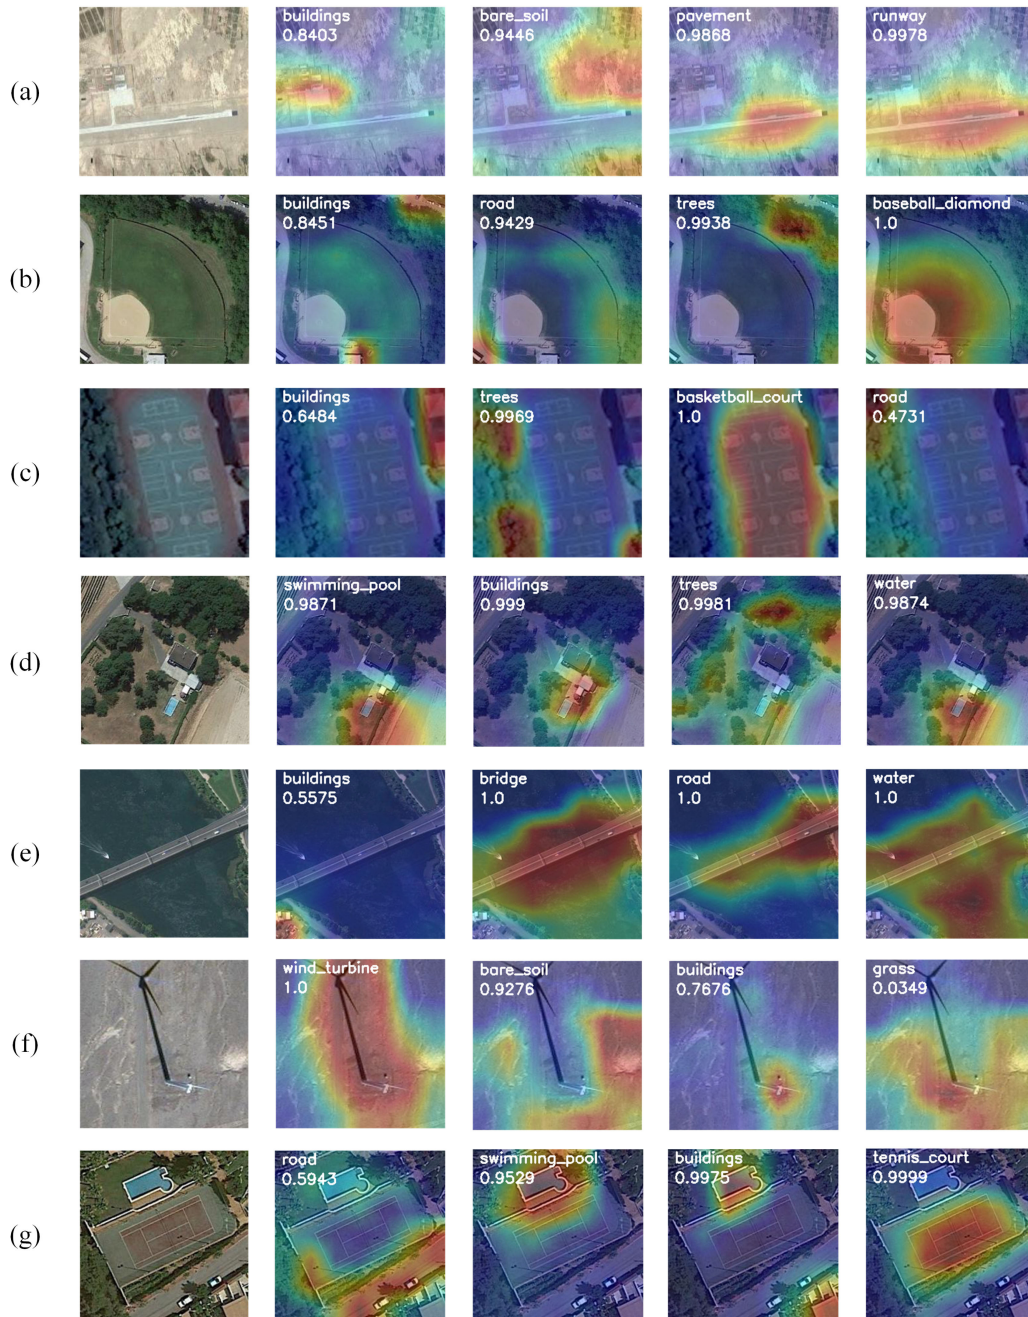 (a)
buildings
0.8403
bare_soil
0.9446
pavement
0.9868
runway
0.9978
(b)
buildings
0.8451
road
0.9429
trees
0.9938
baseball_diamond
1.0
(c)
buildings
0.6484
trees
0.9969
basketball_court
1.0
road
0.4731
(d)
swimming_pool
0.9871
buildings
0.999
trees
0.9981
water
0.9874
(e)
buildings
0.5575
bridge
1.0
road
1.0
water
1.0
(f)
wind_turbine
1.0
bare_soil
0.9276
buildings
0.7676
grass
0.0349
(g)
road
0.5943
swimming_pool
0.9529
buildings
0.9975
tennis_court
0.9999